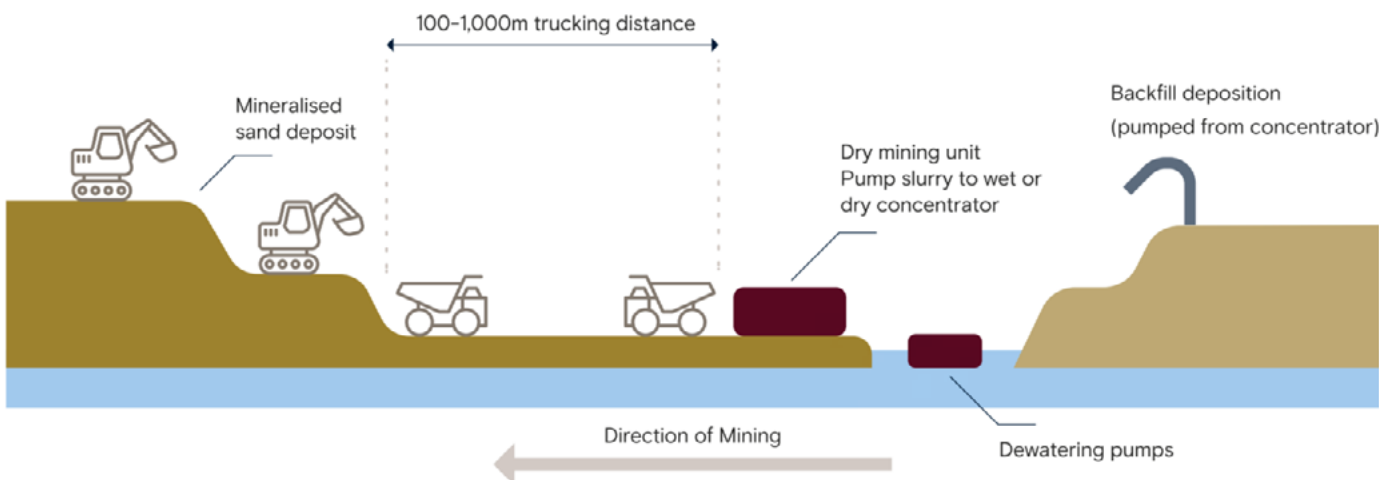 100-1,000m trucking distance
Mineralised
sand deposit
Backfill deposition
(pumped from concentrator)
Dry mining unit
Pump slurry to wet or
dry concentrator
Direction of Mining
Dewatering pumps